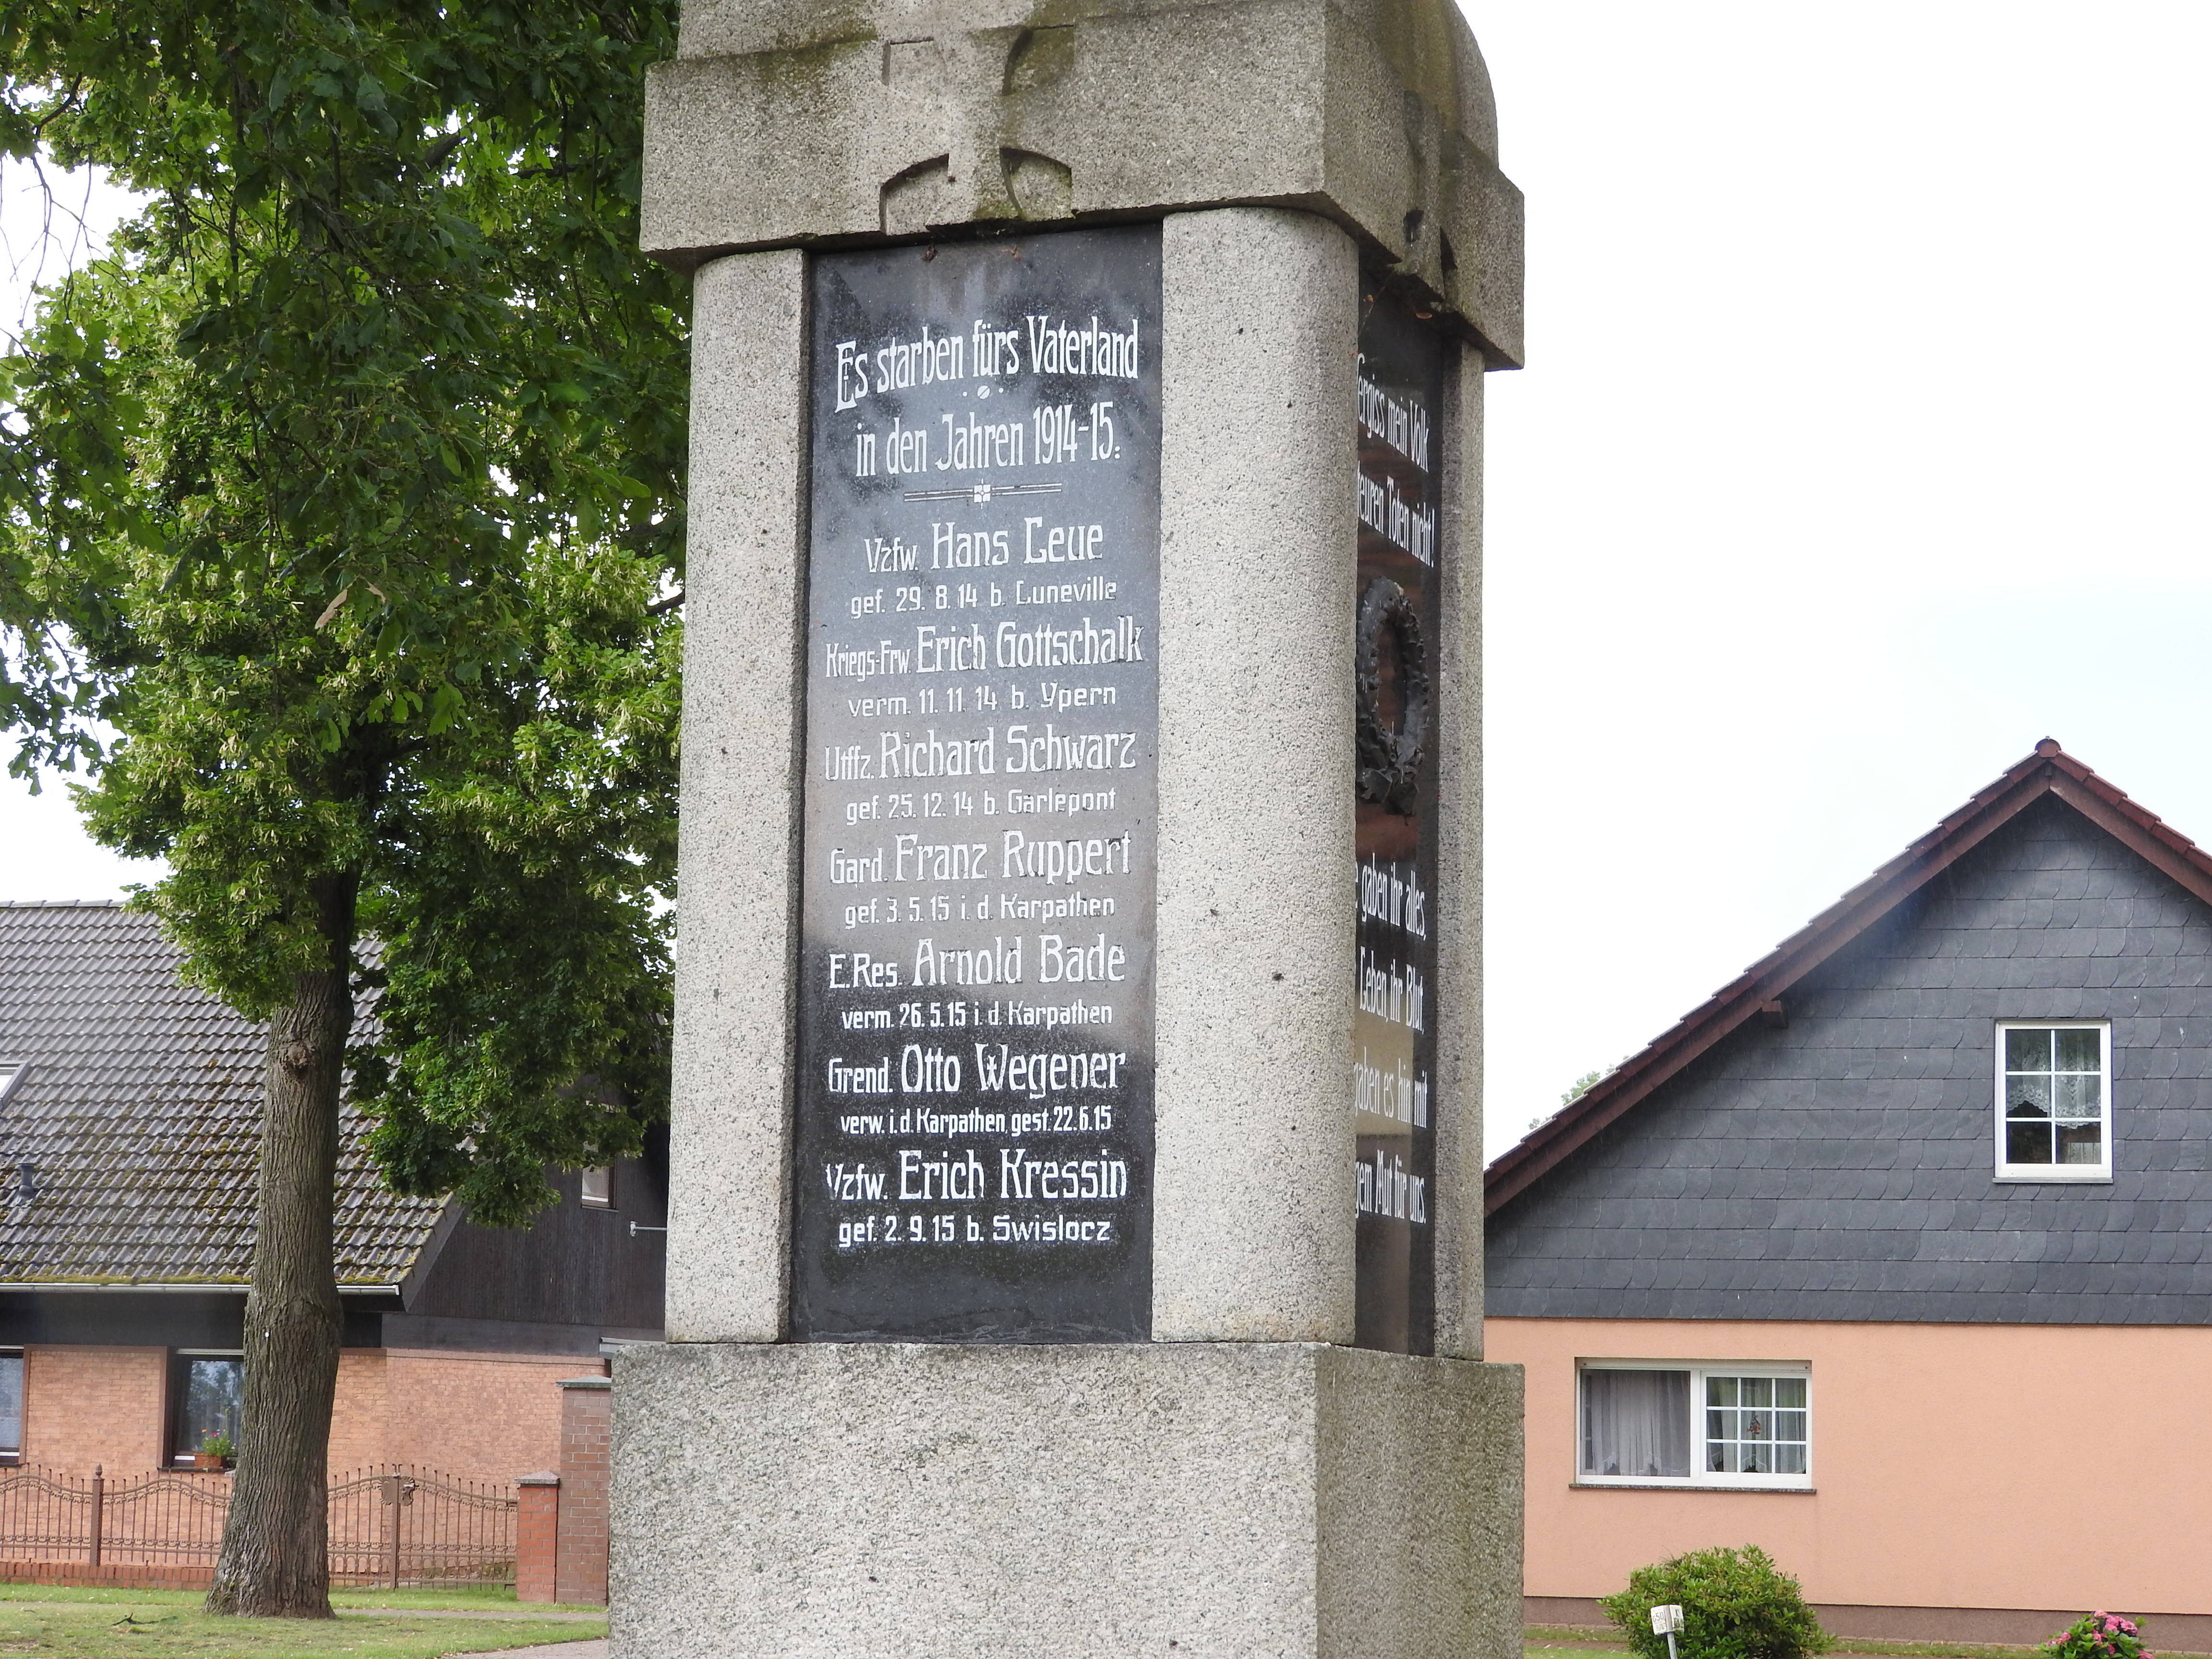 Es starben fürs Vaterland
in den Jahren 1914-15.
Vzfw. Hans Leue
gef. 29. 8. 14 b. Luneville
Kriegs-Frw. Erich Gottschalk
verm. 11. 11. 14 b. Ypern
Utffz. Richard Schwarz
gef. 25. 12. 14 b. Carlepont
Gard. Franz Ruppert
gef. 3. 5. 15 i. d. Karpathen
E.Res. Arnold Bade
verm. 26. 5. 15 i. d. Karpathen
Grend. Otto Wegener
verw. i. d. Karpathen, gest. 22. 6. 15
Vzfw. Erich Kressin
gef. 2. 9. 15 b. Swislocz
mein Volk
teuren Toten nicht!
gaben ihr alles,
Leben, ihr Blut,
gaben es hin mit
Mut für uns.